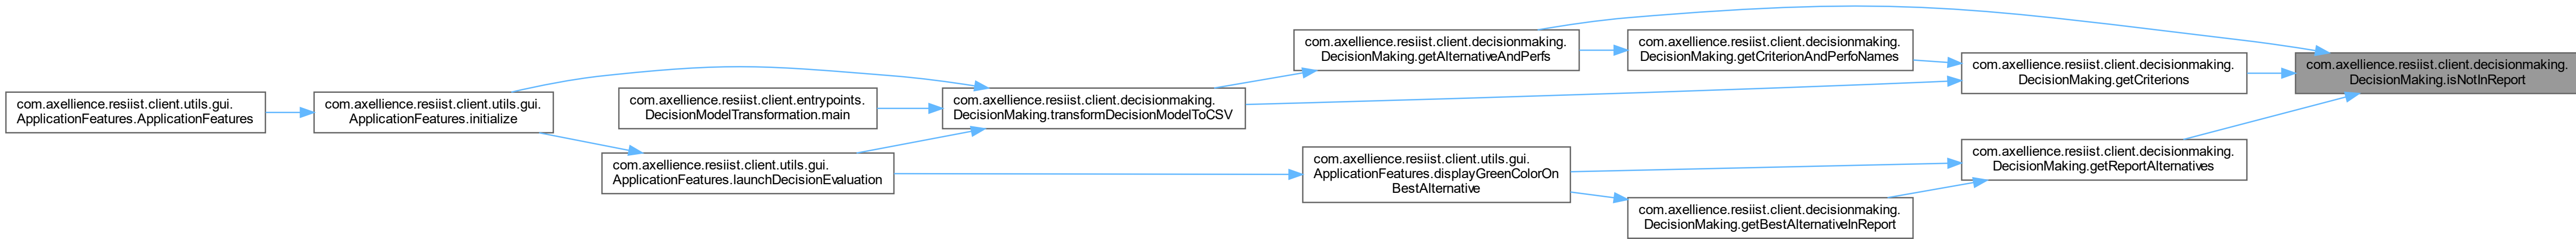 com.axellience.resiist.client.utils.gui.
ApplicationFeatures.ApplicationFeatures
com.axellience.resiist.client.utils.gui.
ApplicationFeatures.initialize
com.axellience.resiist.client.entrypoints.
DecisionModelTransformation.main
com.axellience.resiist.client.utils.gui.
ApplicationFeatures.launchDecisionEvaluation
com.axellience.resiist.client.decisionmaking.
DecisionMaking.transformDecisionModelToCSV
com.axellience.resiist.client.decisionmaking.
DecisionMaking.getAlternativeAndPerfs
com.axellience.resiist.client.utils.gui.
ApplicationFeatures.displayGreenColorOn
BestAlternative
com.axellience.resiist.client.decisionmaking.
DecisionMaking.getCriterionAndPerfoNames
com.axellience.resiist.client.decisionmaking.
DecisionMaking.getBestAlternativeInReport
com.axellience.resiist.client.decisionmaking.
DecisionMaking.getCriterions
com.axellience.resiist.client.decisionmaking.
DecisionMaking.getReportAlternatives
com.axellience.resiist.client.decisionmaking.
DecisionMaking.isNotInReport